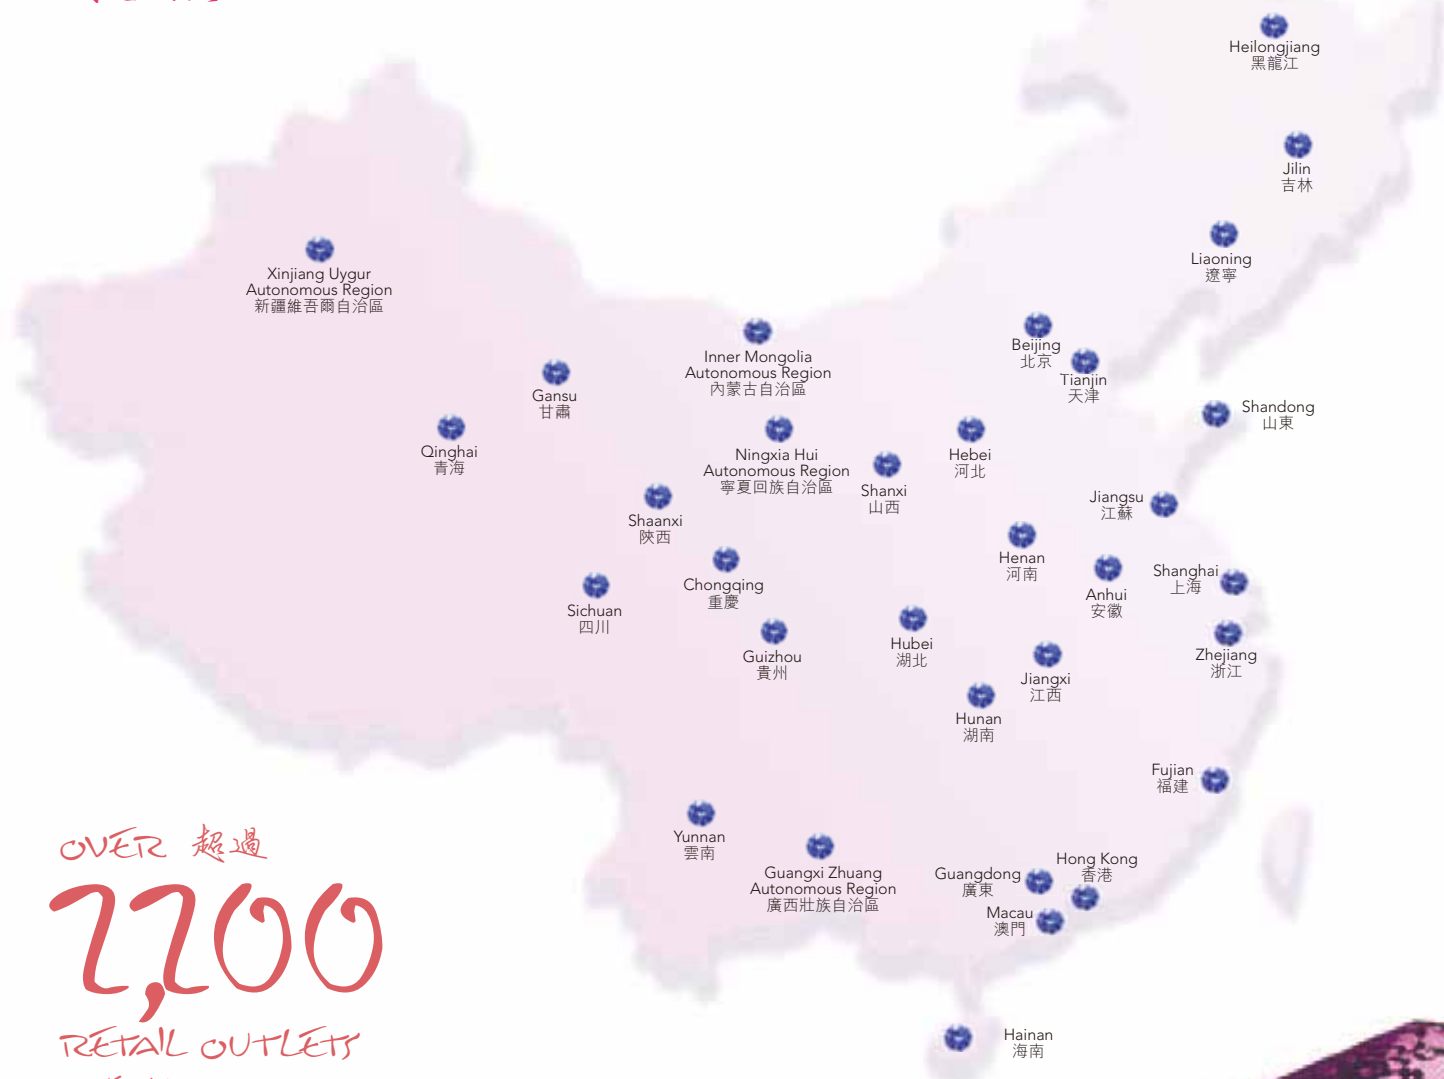 Heilongjiang
黑龍江
Jilin
吉林
Liaoning
遼寧
Xinjiang Uygur
Autonomous Region
新疆維吾爾自治區
Inner Mongolia
Autonomous Region
內蒙古自治區
Beijing
北京
Tianjin
天津
Gansu
甘肅
Shandong
山東
Qinghai
青海
Ningxia Hui
Autonomous Region
寧夏回族自治區
Hebei
河北
Shanxi
山西
Jiangsu
江蘇
Shaanxi
陝西
Henan
河南
Chongqing
重慶
Anhui
安徽
Shanghai
上海
Sichuan
四川
Guizhou
貴州
Hubei
湖北
Zhejiang
浙江
Jiangxi
江西
Hunan
湖南
Fujian
福建
Yunnan
雲南
Guangxi Zhuang
Autonomous Region
廣西壯族自治區
Guangdong
廣東
Hong Kong
香港
Macau
澳門
Hainan
海南
OVER 超過
2,200
RETAIL OUTLETS